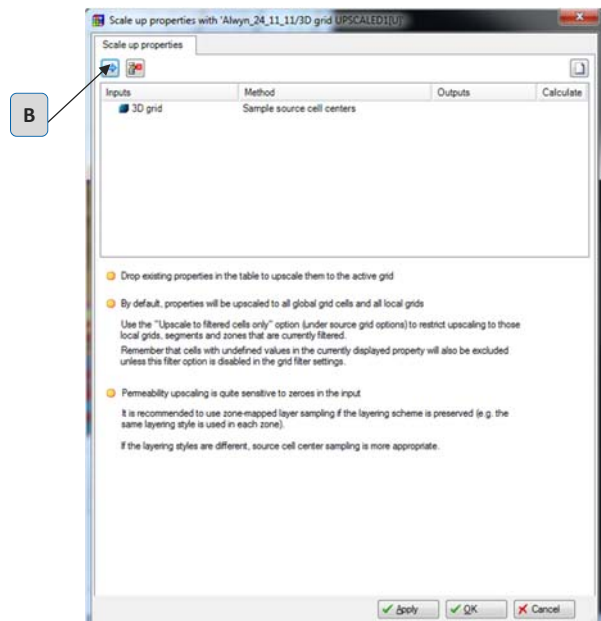 Scale up properties with 'Alwyn_24_11_11/3D grid UPSCALED1[U]'
Scale up properties
B
Inputs Method Outputs Calculate
3D grid Sample source cell centers
Drop existing properties in the table to upscale them to the active grid
By default, properties will be upscaled to all global grid cells and all local grids
Use the "Upscale to filtered cells only" option (under source grid options) to restrict upscaling to those
local grids, segments and zones that are currently filtered.
Remember that cells with undefined values in the currently displayed property will also be excluded
unless this filter option is disabled in the grid filter settings.
Permeability upscaling is quite sensitive to zeroes in the input
It is recommended to use zone-mapped layer sampling if the layering scheme is preserved (e.g. the
same layering style is used in each zone).
If the layering styles are different, source cell center sampling is more appropriate.
Apply OK Cancel